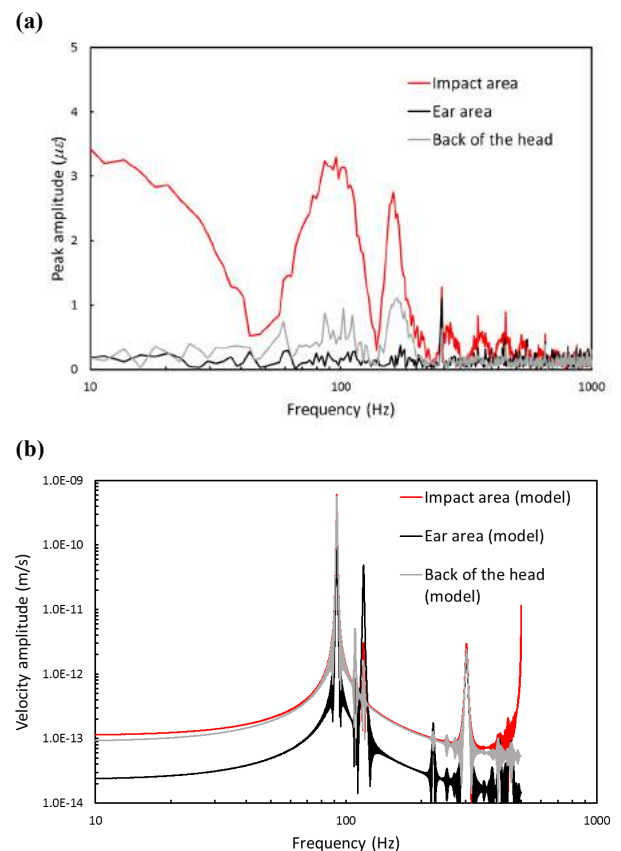 (a)
5
4
3
2
1
0
Peak amplitude (με)
Impact area
Ear area
Back of the head
10
100
1000
Frequency (Hz)
(b)
1.0E-09
1.0E-10
1.0E-11
1.0E-12
1.0E-13
1.0E-14
Velocity amplitude (m/s)
Impact area (model)
Ear area (model)
Back of the head
(model)
10
100
1000
Frequency (Hz)